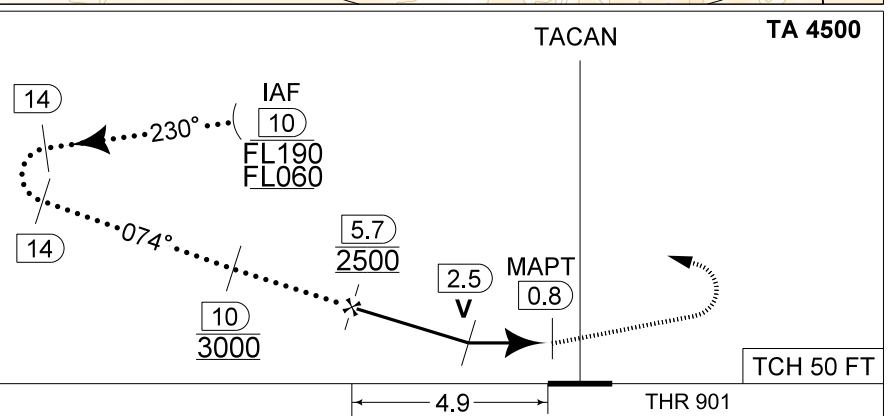 TACAN
TA 4500
14
IAF
10
FL190
FL060
230°
14
074°
10
3000
5.7
2500
2.5
V
MAPT
0.8
TCH 50 FT
4.9
THR 901